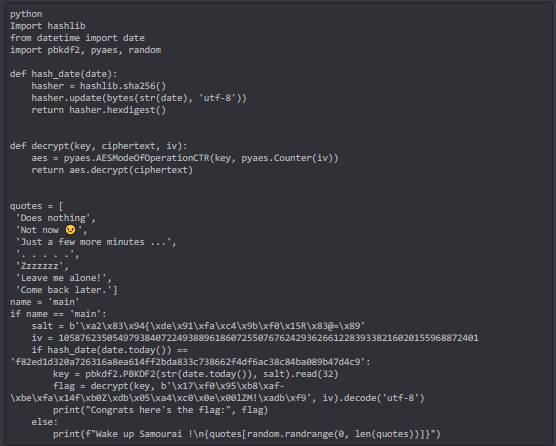 python
Import hashlib
from datetime import date
import pbkdf2, pyaes, random
def hash_date(date):
    hasher = hashlib.sha256()
    hasher.update(bytes(str(date), 'utf-8'))
    return hasher.hexdigest()
def decrypt(key, ciphertext, iv):
    aes = pyaes.AESModeOfOperationCTR(key, pyaes.Counter(iv))
    return aes.decrypt(ciphertext)
quotes = [
 'Does nothing',
 'Not now 😉',
 'Just a few more minutes ...',
 '. . . . .',
 'Zzzzzzz',
 'Leave me alone!',
 'Come back later.']
name = 'main'
if name == 'main':
    salt = b'\xa2\x83\x94{\xde\x91\xfa\xc4\x9b\xf0\x15R\x83@=\x89'
    iv = 105876235054979384072249388961860725507676242936266122839338216020155968872401
    if hash_date(date.today()) ==
'f82ed1d320a726316a8ea614ff2bda833c738662f4df6ac38c84ba089b47d4c9':
        key = pbkdf2.PBKDF2(str(date.today()), salt).read(32)
        flag = decrypt(key, b'\x17\xf0\x95\xb8\xaf-
\xbe\xfa\x14f\xb0Z\xdb\x05\xa4\xc0\x0e\x00lZM!\xadb\xf9', iv).decode('utf-8')
        print("Congrats here's the flag:", flag)
    else:
        print(f"Wake up Samourai !\n{quotes[random.randrange(0, len(quotes))]}")